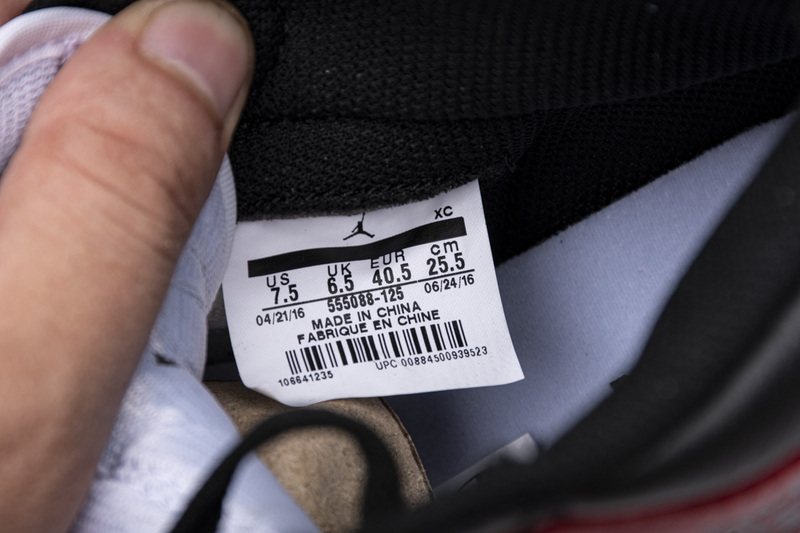 XC
US UK EUR cm
7.5 6.5 40.5 25.5
04/21/16 555088-125 06/24/16
MADE IN CHINA
FABRIQUE EN CHINE
106641235 UPC 00884500939523